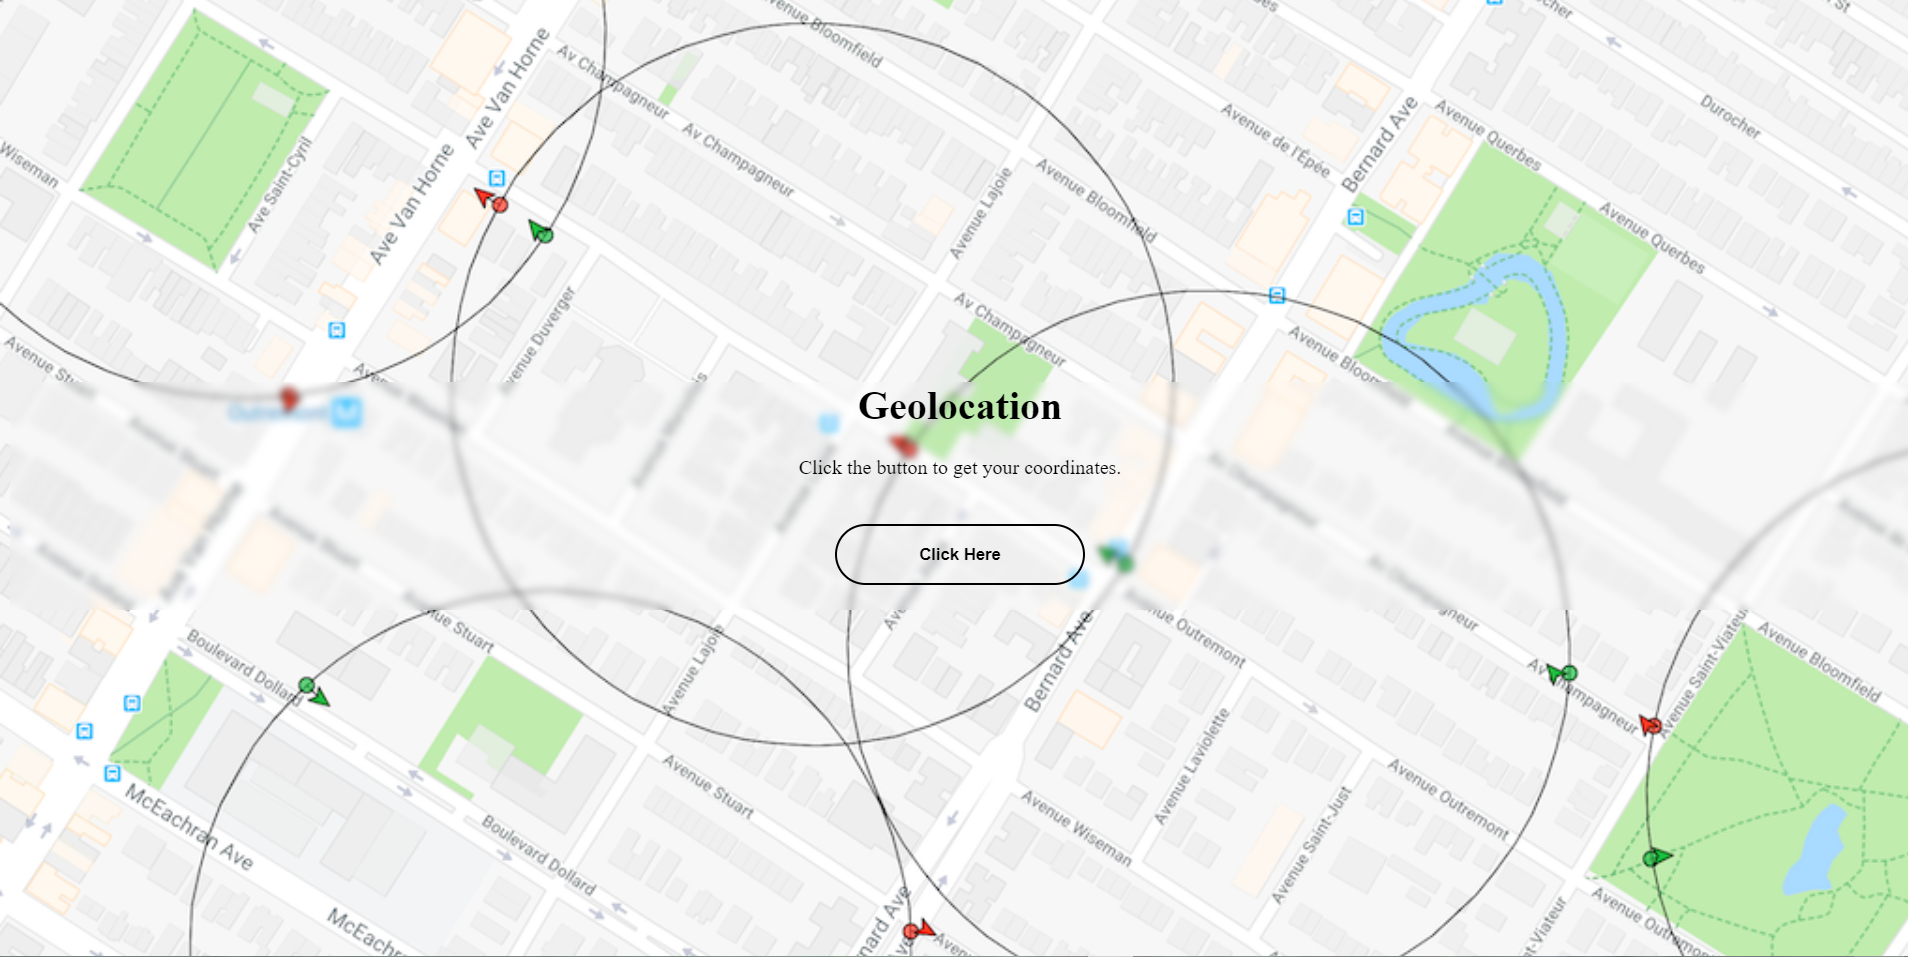 Avenue Bloomfield
Durocher
Ave Van Horne
Av Champagneur
Av Champagneur
Avenue de l'Épée
Bernard Ave
Avenue Querbes
Durocher
Wiseman
Ave Saint-Cyril
Ave Van Horne
Avenue Lajoie
Avenue Bloomfield
Avenue Querbes
Avenue Duverger
Av Champagneur
Geolocation
Click the button to get your coordinates.
Click Here
Boulevard Dollard
Avenue Lajoie
Bernard Ave
Avenue Saint-Viateur
Avenue Bloomfield
Av Champagneur
Avenue Stuart
Avenue Laviolette
Avenue Outremont
McEachran Ave
Boulevard Dollard
Avenue Wiseman
Avenue Saint-Just
Avenue Outremont